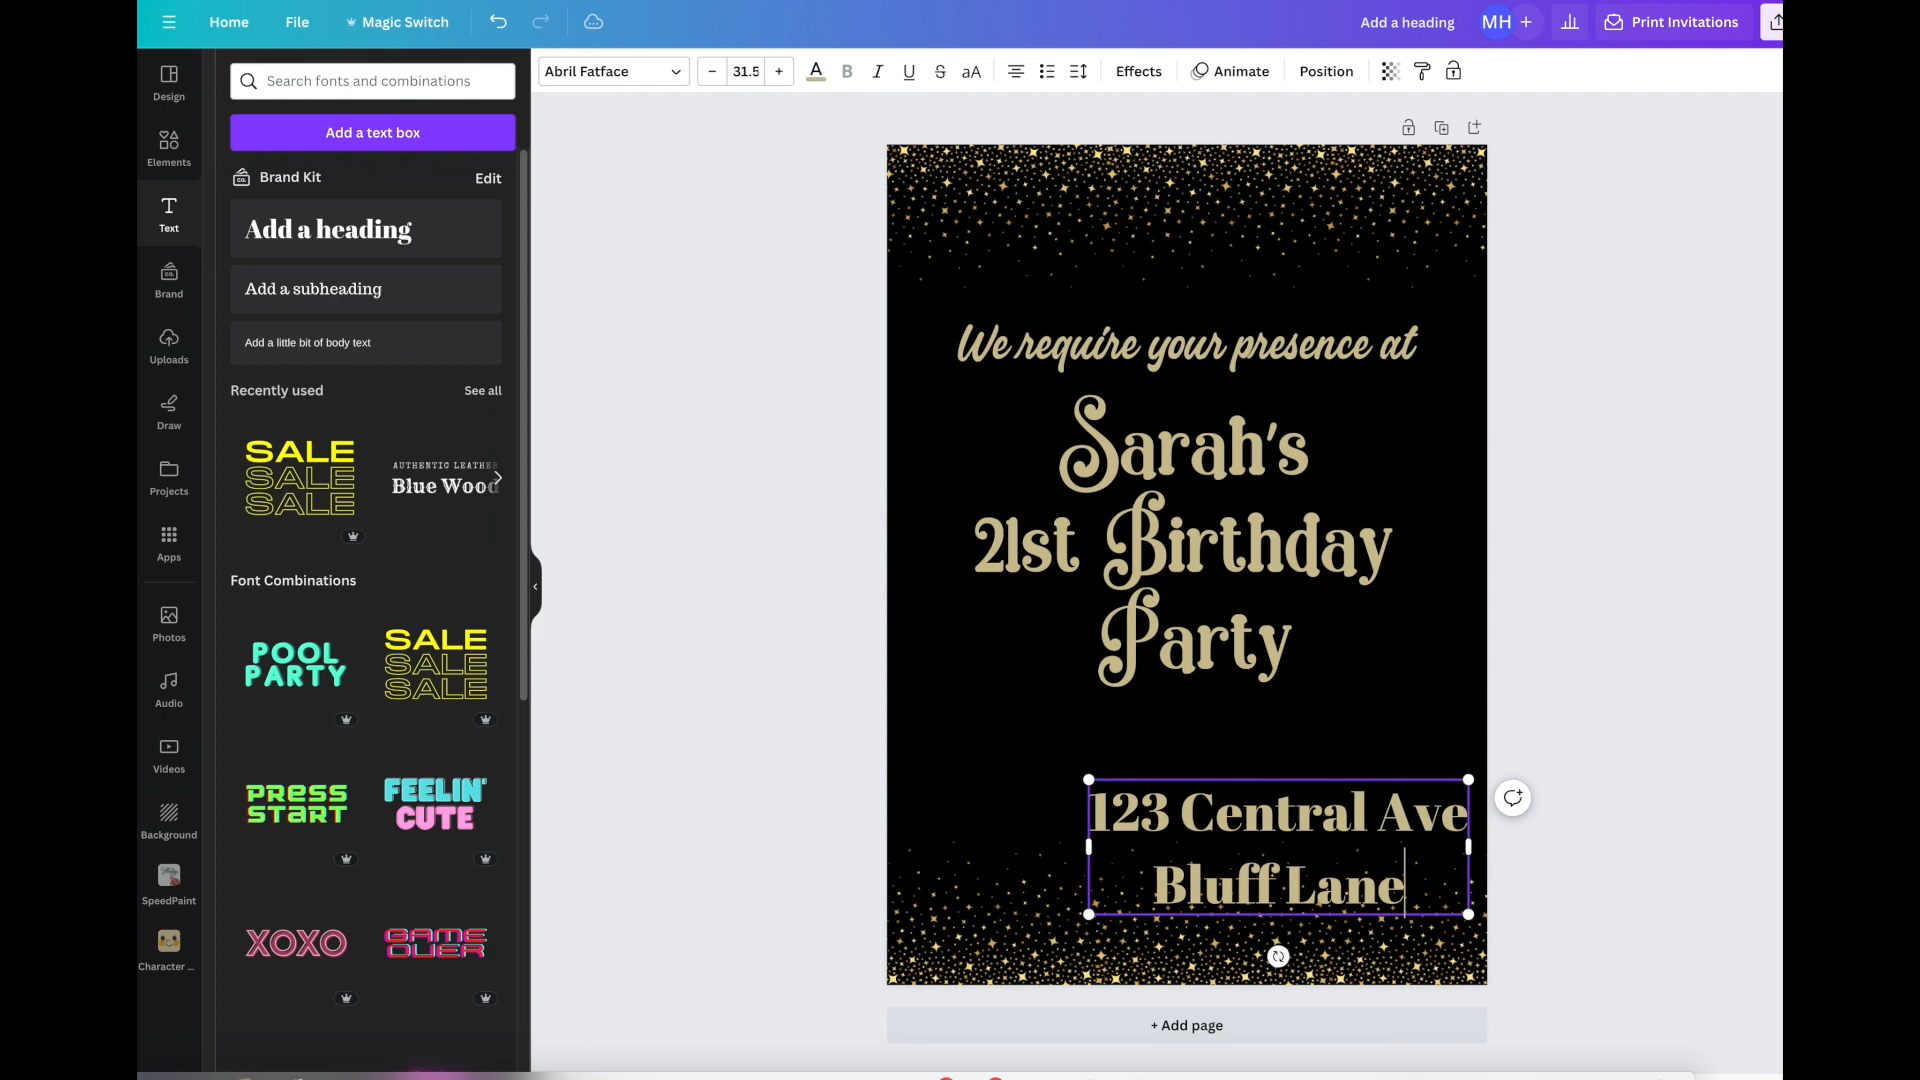 Home
File
Magic Switch
Add a heading
MH
Print Invitations
Design
Elements
Text
Brand
Uploads
Draw
Projects
Apps
Photos
Audio
Videos
Background
SpeedPaint
Character ...
Search fonts and combinations
Add a text box
Brand Kit
Edit
Add a heading
Add a subheading
Add a little bit of body text
Recently used
See all
SALE
SALE
SALE
AUTHENTIC LEATHER
Blue Wood
Font Combinations
POOL
PARTY
SALE
SALE
SALE
PRESS
START
FEELIN'
CUTE
XOXO
GAME
OVER
Abril Fatface
31.5
A
B
I
U
S
aA
Effects
Animate
Position
We require your presence at
Sarah's
21st Birthday
Party
123 Central Ave
Bluff Lane
+ Add page